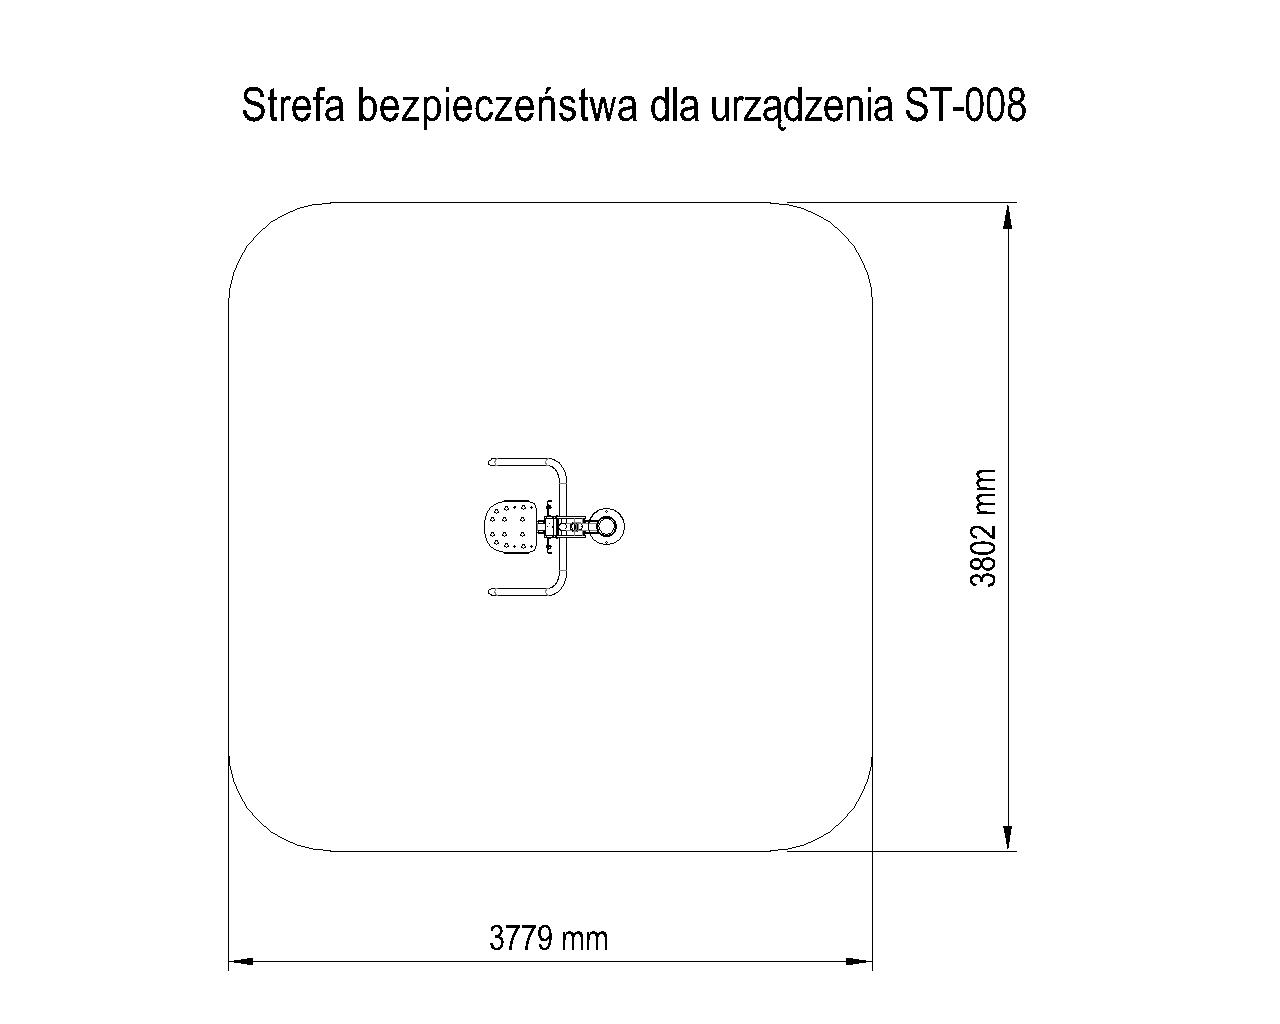 Strefa bezpieczeństwa dla urządzenia ST-008
3802 mm
3779 mm